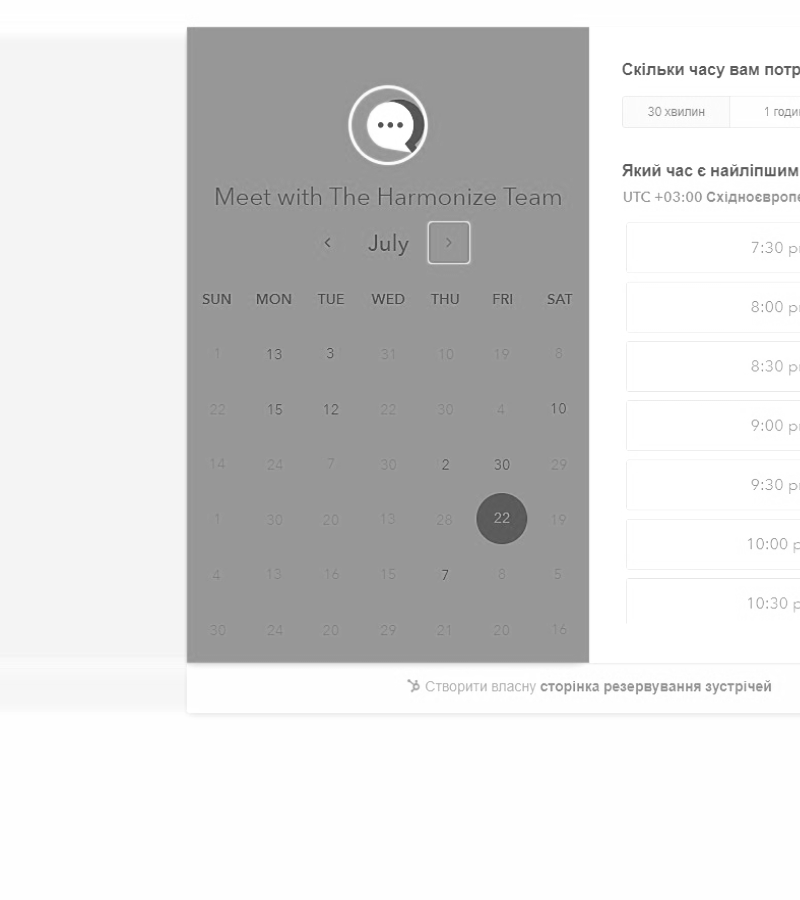 Meet with The Harmonize Team
July
SUN MON TUE WED THU FRI SAT
1 13 3 31 10 19 8
22 15 12 22 30 4 10
14 24 7 30 2 30 29
1 30 20 13 28 22 19
4 13 16 15 7 8 5
30 24 20 29 21 20 16
Скільки часу вам
30 хвилин 1
Який час є найліпшим
UTC +03:00
7:30
8:00
8:30
9:00
9:30
10:00
10:30
Створити власну сторінка резервування зустрічей